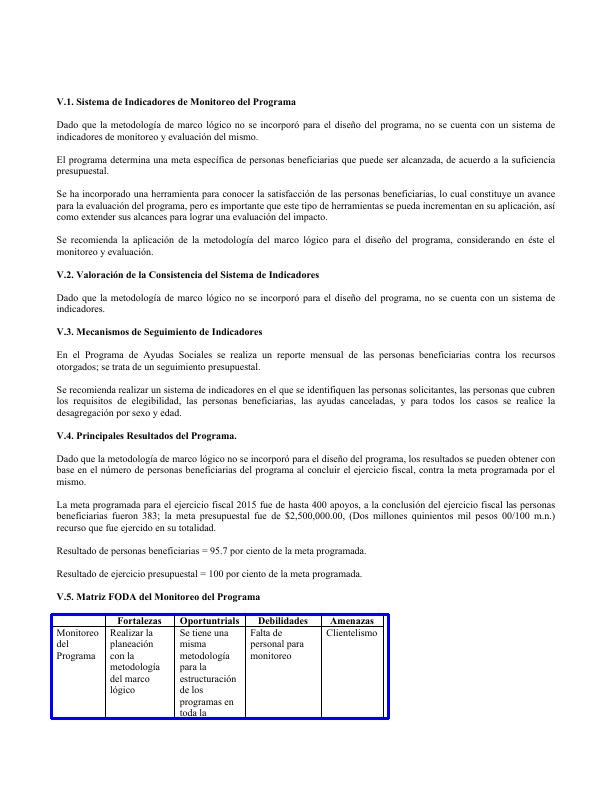 V.1. Sistema de Indicadores de Monitoreo del Programa
Dado que la metodología de marco lógico no se incorporó para el diseño del programa, no se cuenta con un sistema de
indicadores de monitoreo y evaluación del mismo.
El programa determina una meta específica de personas beneficiarias que puede ser alcanzada, de acuerdo a la suficiencia
presupuestal.
Se ha incorporado una herramienta para conocer la satisfacción de las personas beneficiarias, lo cual constituye un avance
para la evaluación del programa, pero es importante que este tipo de herramientas se pueda incrementan en su aplicación, así
como extender sus alcances para lograr una evaluación del impacto.
Se recomienda la aplicación de la metodología del marco lógico para el diseño del programa, considerando en éste el
monitoreo y evaluación.
V.2. Valoración de la Consistencia del Sistema de Indicadores
Dado que la metodología de marco lógico no se incorporó para el diseño del programa, no se cuenta con un sistema de
indicadores.
V.3. Mecanismos de Seguimiento de Indicadores
En el Programa de Ayudas Sociales se realiza un reporte mensual de las personas beneficiarias contra los recursos
otorgados; se trata de un seguimiento presupuestal.
Se recomienda realizar un sistema de indicadores en el que se identifiquen las personas solicitantes, las personas que cubren
los requisitos de elegibilidad, las personas beneficiarias, las ayudas canceladas, y para todos los casos se realice la
desagregación por sexo y edad.
V.4. Principales Resultados del Programa.
Dado que la metodología de marco lógico no se incorporó para el diseño del programa, los resultados se pueden obtener con
base en el número de personas beneficiarias del programa al concluir el ejercicio fiscal, contra la meta programada por el
mismo.
La meta programada para el ejercicio fiscal 2015 fue de hasta 400 apoyos, a la conclusión del ejercicio fiscal las personas
beneficiarias fueron 383; la meta presupuestal fue de $2,500,000.00, (Dos millones quinientos mil pesos 00/100 m.n.)
recurso que fue ejercido en su totalidad.
Resultado de personas beneficiarias = 95.7 por ciento de la meta programada.
Resultado de ejercicio presupuestal = 100 por ciento de la meta programada.
V.5. Matriz FODA del Monitoreo del Programa
Fortalezas Oportuntrials Debilidades Amenazas
Monitoreo Realizar la Se tiene una Falta de Clientelismo
del planeación misma personal para
Programa con la metodología monitoreo
metodología para la
del marco estructuración
lógico de los
programas en
toda la